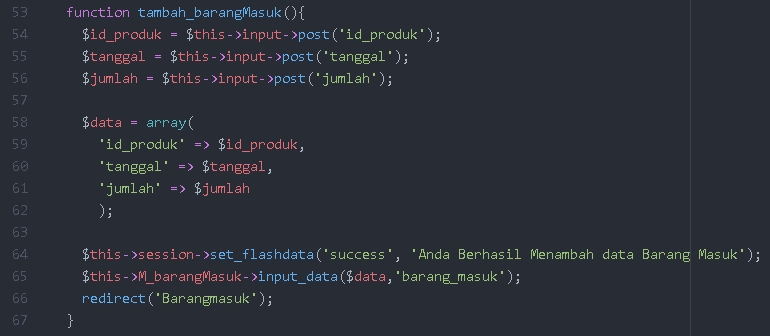 53 function tambah_barangMasuk(){
54 $id_produk = $this->input->post('id_produk');
55 $tanggal = $this->input->post('tanggal');
56 $jumlah = $this->input->post('jumlah');
57
58 $data = array(
59 'id_produk' => $id_produk,
60 'tanggal' => $tanggal,
61 'jumlah' => $jumlah
62 );
63
64 $this->session->set_flashdata('success', 'Anda Berhasil Menambah data Barang Masuk');
65 $this->M_barangMasuk->input_data($data,'barang_masuk');
66 redirect('Barangmasuk');
67 }